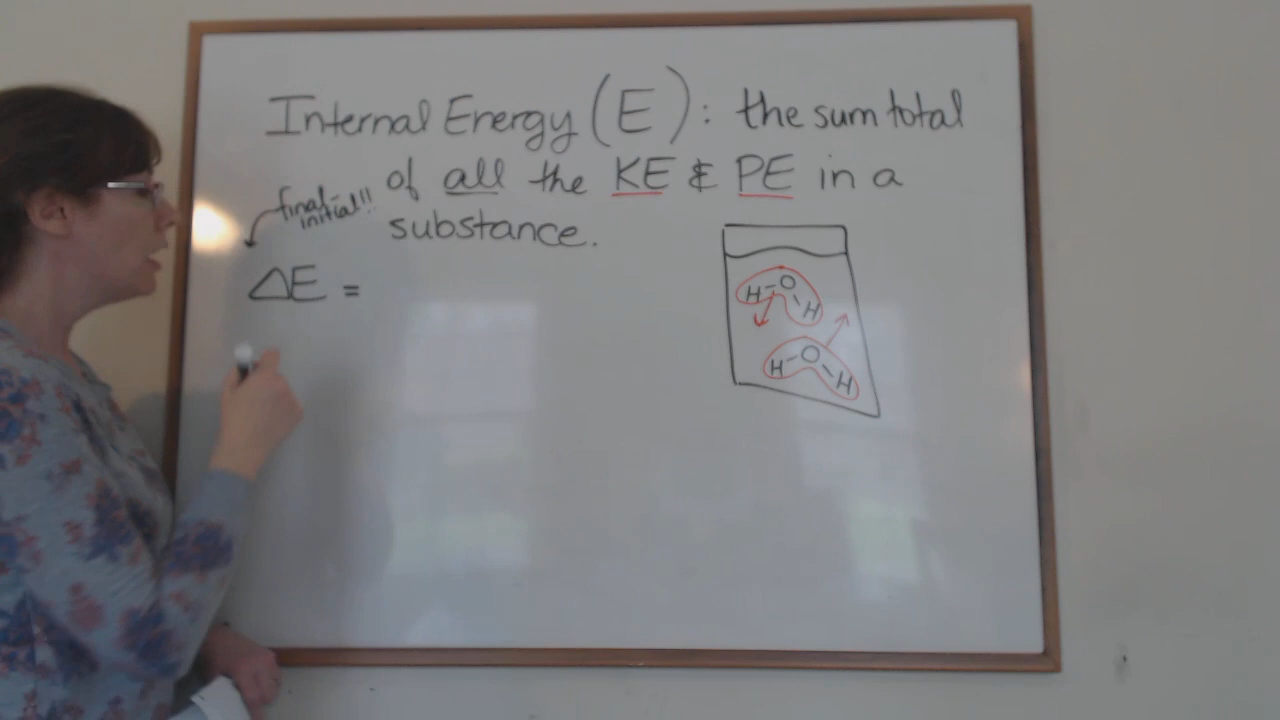 Internal Energy (E): the sum total
of all the KE & PE in a
substance.
final-
initial!!
ΔE =
H-O-H
H-O-H